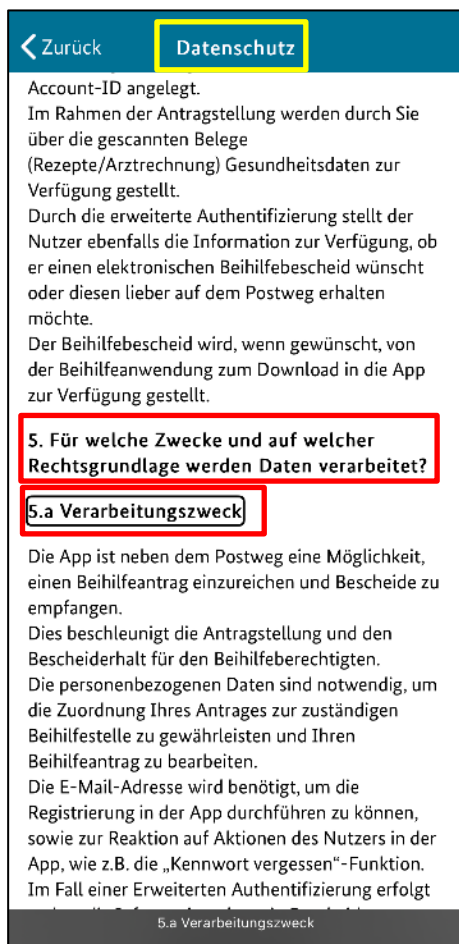 Zurück
Datenschutz
Account-ID angelegt.
Im Rahmen der Antragstellung werden durch Sie
über die gescannten Belege
(Rezepte/Arztrechnung) Gesundheitsdaten zur
Verfügung gestellt.
Durch die erweiterte Authentifizierung stellt der
Nutzer ebenfalls die Information zur Verfügung, ob
er einen elektronischen Beihilfebescheid wünscht
oder diesen lieber auf dem Postweg erhalten
möchte.
Der Beihilfebescheid wird, wenn gewünscht, von
der Beihilfeanwendung zum Download in die App
zur Verfügung gestellt.
5. Für welche Zwecke und auf welcher
Rechtsgrundlage werden Daten verarbeitet?
5.a Verarbeitungszweck
Die App ist neben dem Postweg eine Möglichkeit,
einen Beihilfeantrag einzureichen und Bescheide zu
empfangen.
Dies beschleunigt die Antragstellung und den
Bescheiderhalt für den Beihilfeberechtigten.
Die personenbezogenen Daten sind notwendig, um
die Zuordnung Ihres Antrages zur zuständigen
Beihilfestelle zu gewährleisten und Ihren
Beihilfeantrag zu bearbeiten.
Die E-Mail-Adresse wird benötigt, um die
Registrierung in der App durchführen zu können,
sowie zur Reaktion auf Aktionen des Nutzers in der
App, wie z.B. die „Kennwort vergessen“-Funktion.
Im Fall einer Erweiterten Authentifizierung erfolgt
5.a Verarbeitungszweck